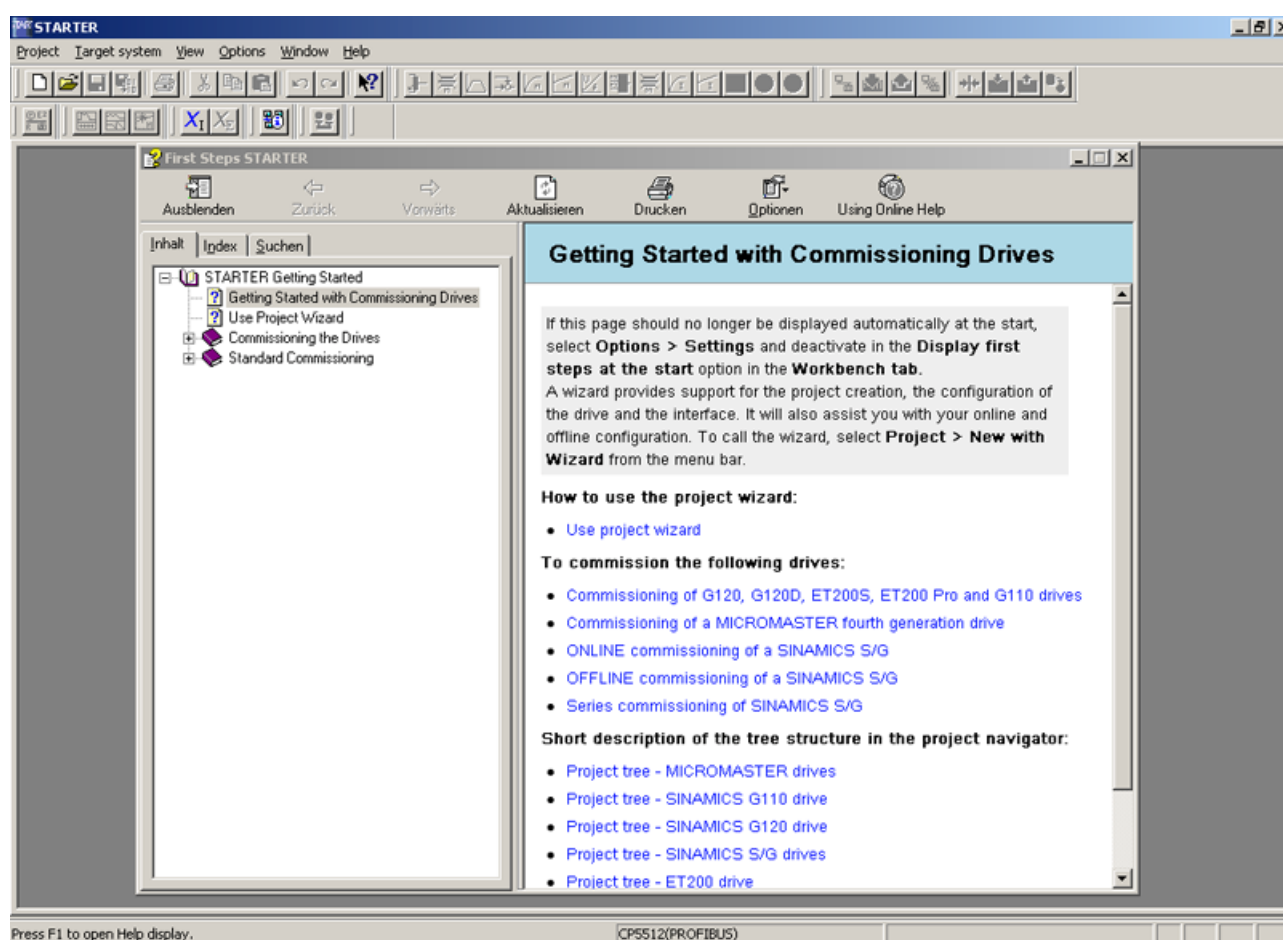 STARTER
Project Target system View Options Window Help
First Steps STARTER
Ausblenden Zurück Vorwärts Aktualisieren Drucken Optionen Using Online Help
Inhalt Index Suchen
STARTER Getting Started
Getting Started with Commissioning Drives
Use Project Wizard
Commissioning the Drives
Standard Commissioning
Getting Started with Commissioning Drives
If this page should no longer be displayed automatically at the start,
select Options > Settings and deactivate in the Display first
steps at the start option in the Workbench tab.
A wizard provides support for the project creation, the configuration of
the drive and the interface. It will also assist you with your online and
offline configuration. To call the wizard, select Project > New with
Wizard from the menu bar.
How to use the project wizard:
• Use project wizard
To commission the following drives:
• Commissioning of G120, G120D, ET200S, ET200 Pro and G110 drives
• Commissioning of a MICROMASTER fourth generation drive
• ONLINE commissioning of a SINAMICS S/G
• OFFLINE commissioning of a SINAMICS S/G
• Series commissioning of SINAMICS S/G
Short description of the tree structure in the project navigator:
• Project tree - MICROMASTER drives
• Project tree - SINAMICS G110 drive
• Project tree - SINAMICS G120 drive
• Project tree - SINAMICS S/G drives
• Project tree - ET200 drive
Press F1 to open Help display. CP5512(PROFIBUS)